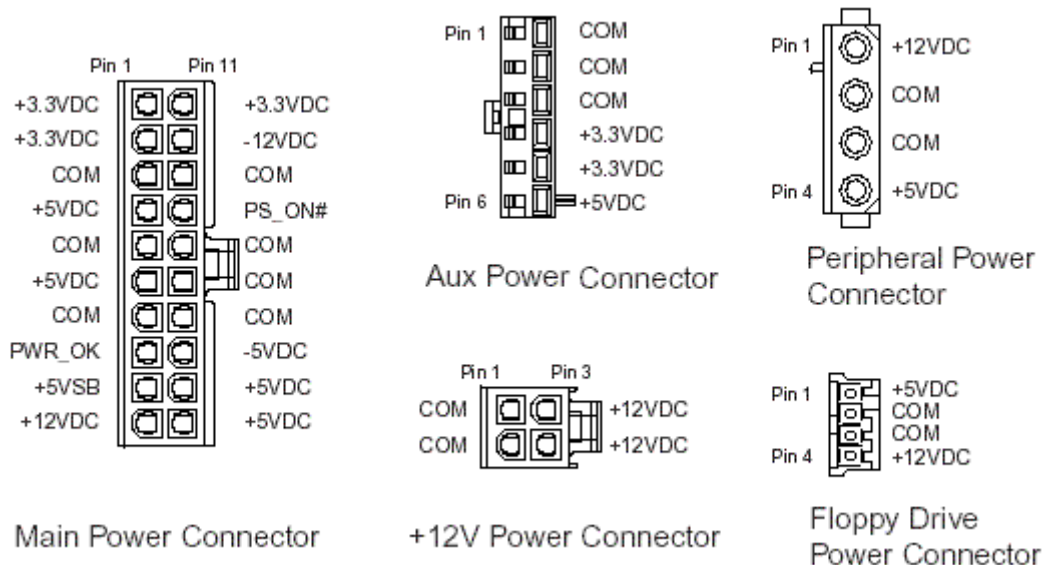 Pin 1 Pin 11
+3.3VDC +3.3VDC
+3.3VDC -12VDC
COM COM
+5VDC PS_ON#
COM COM
+5VDC COM
COM COM
PWR_OK -5VDC
+5VSB +5VDC
+12VDC +5VDC
Main Power Connector
Pin 1 COM
COM
COM
+3.3VDC
+3.3VDC
Pin 6 +5VDC
Aux Power Connector
Pin 1 +12VDC
COM
COM
Pin 4 +5VDC
Peripheral Power
Connector
Pin 1 Pin 3
COM +12VDC
COM +12VDC
+12V Power Connector
Pin 1 +5VDC
COM
COM
Pin 4 +12VDC
Floppy Drive
Power Connector